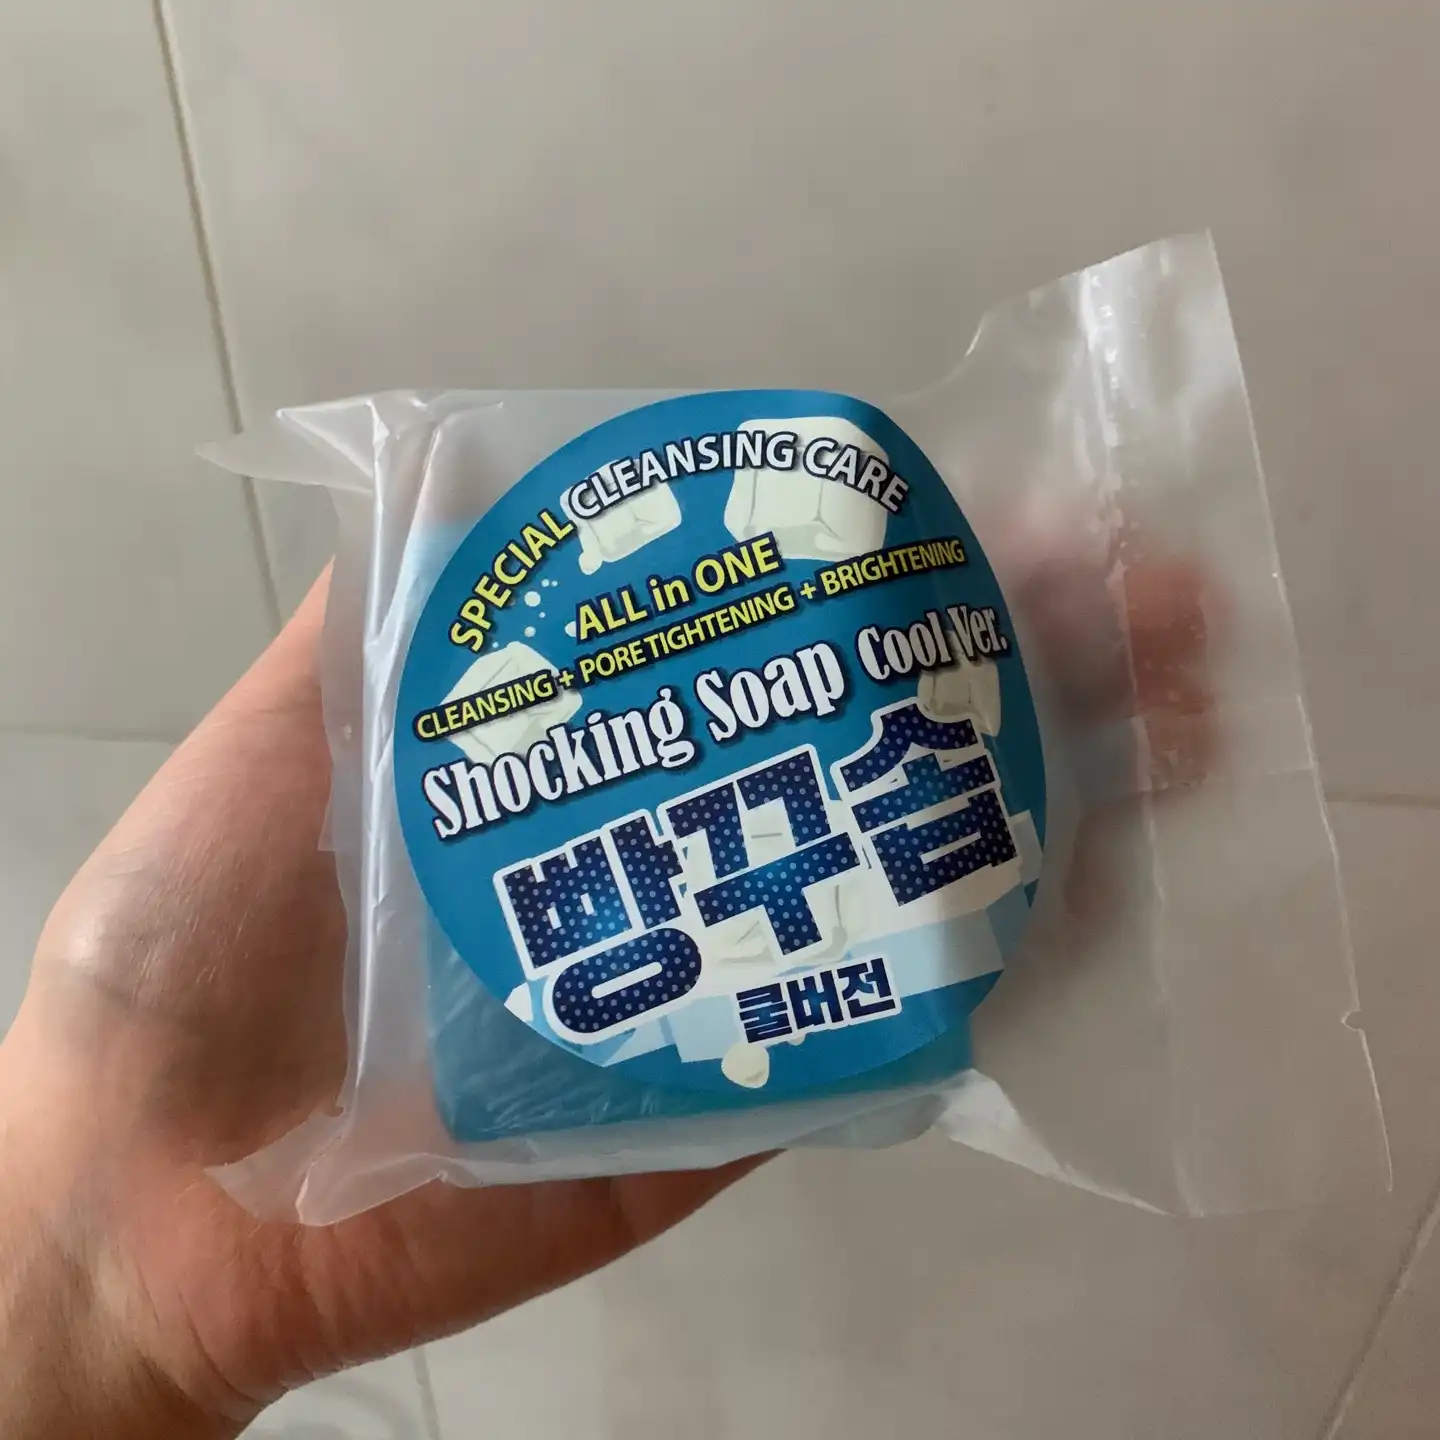 SPECIAL CLEANSING CARE
ALL in ONE
CLEANSING + PORE TIGHTENING + BRIGHTENING
Shocking Soap Cool Ver.
빵꾸솝
쿨버전